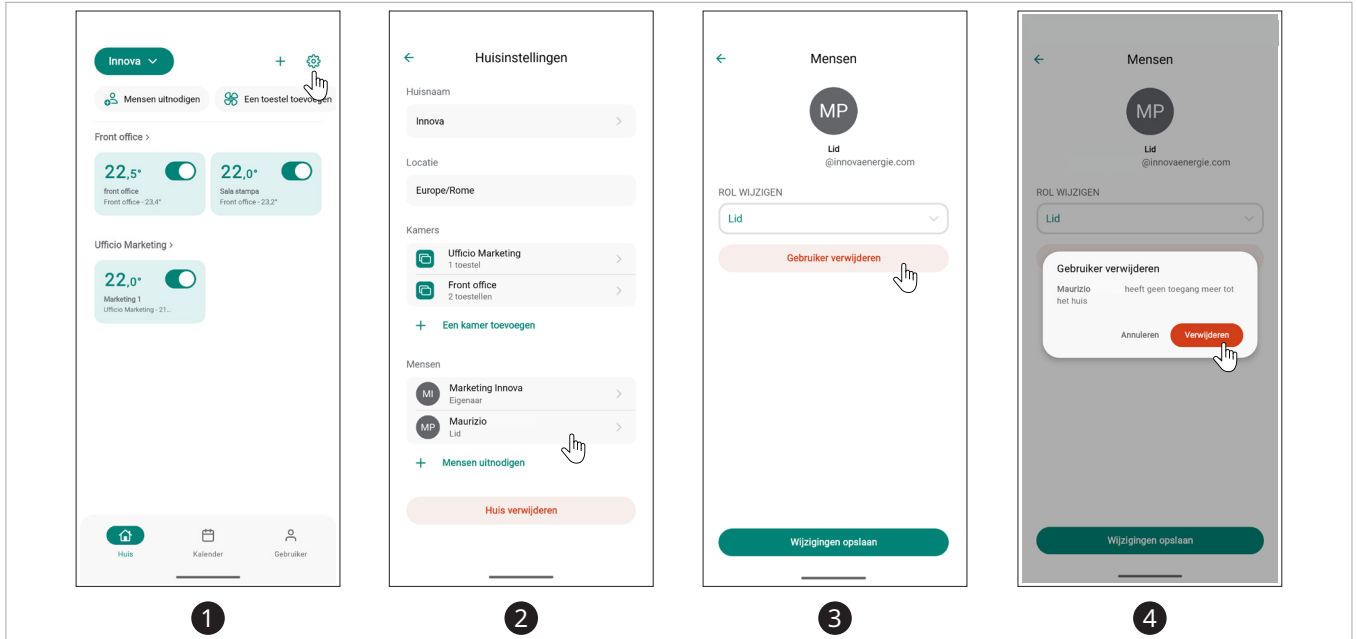 Innova
Mensen uitnodigen
Een toestel toevoegen
Front office >
22,5°
front office
Front office - 23,4°
22,0°
Sala stampa
Front office - 23,2°
Ufficio Marketing >
22,0°
Marketing 1
Ufficio Marketing - 21...
Huis
Kalender
Gebruiker
1
Huisinstellingen
Huisnaam
Innova
Locatie
Europe/Rome
Kamers
Ufficio Marketing
1 toestel
Front office
2 toestellen
+ Een kamer toevoegen
Mensen
MI
Marketing Innova
Eigenaar
MP
Maurizio
Lid
+ Mensen uitnodigen
Huis verwijderen
2
Mensen
MP
Lid
@innovaenergie.com
ROL WIJZIGEN
Lid
Gebruiker verwijderen
Wijzigingen opslaan
3
Mensen
MP
Lid
@innovaenergie.com
ROL WIJZIGEN
Lid
Gebruiker verwijderen
Maurizio heeft geen toegang meer tot
het huis
Annuleren
Verwijderen
Wijzigingen opslaan
4